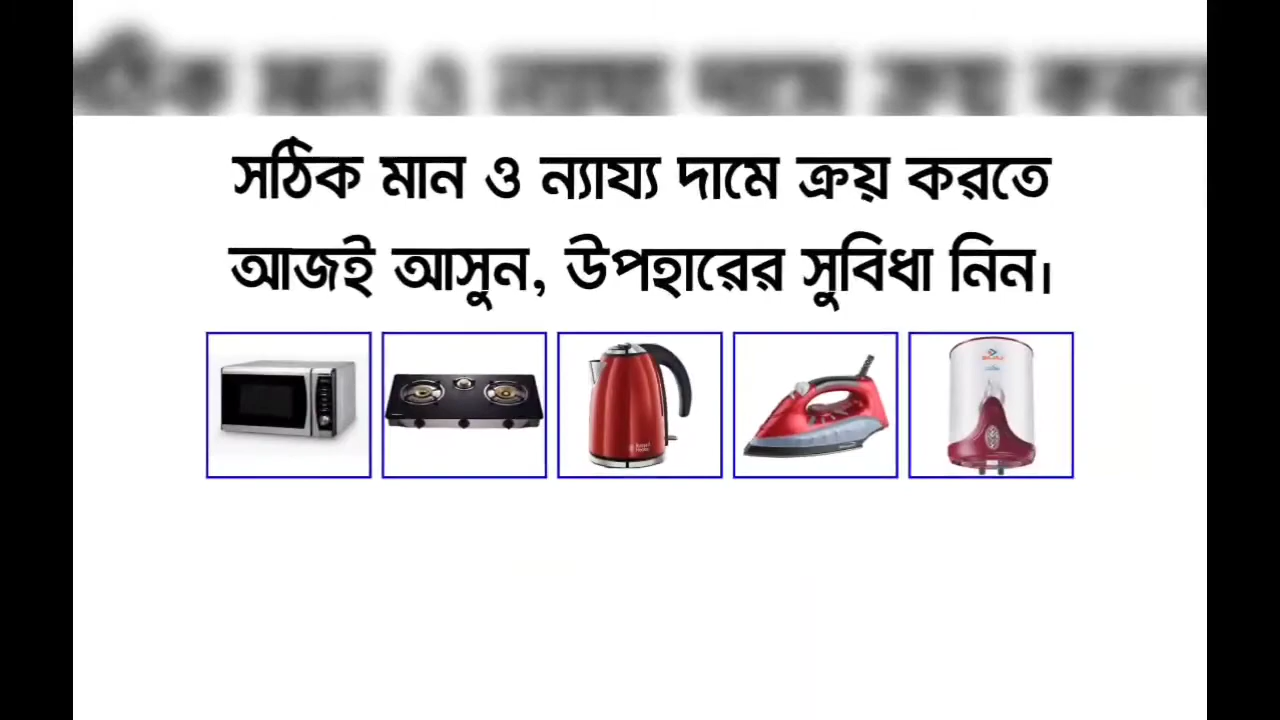 সঠিক মান ও ন্যায্য দামে ক্রয় করতে
আজই আসুন, উপহারের সুবিধা নিন।